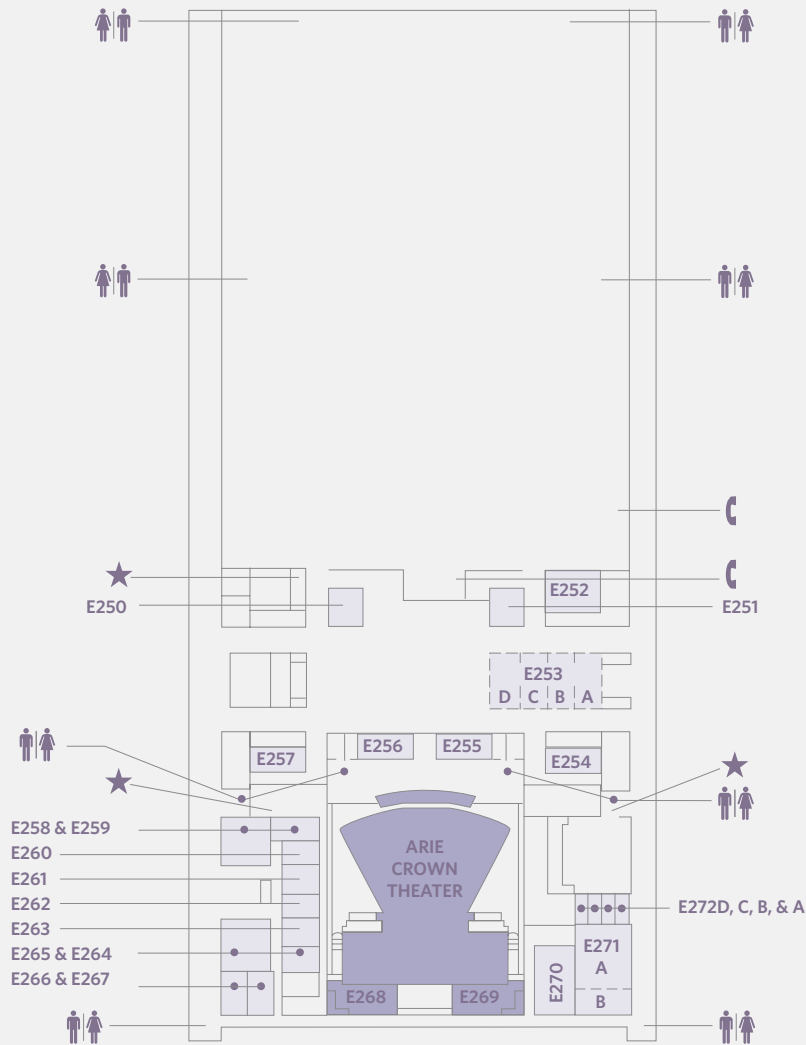 E252
E250
E251
E253
D C B A
E256
E255
E257
E254
E258 & E259
E260
E261
E262
E263
E265 & E264
E266 & E267
ARIE
CROWN
THEATER
E272D, C, B, & A
E271
A
B
E270
E268
E269